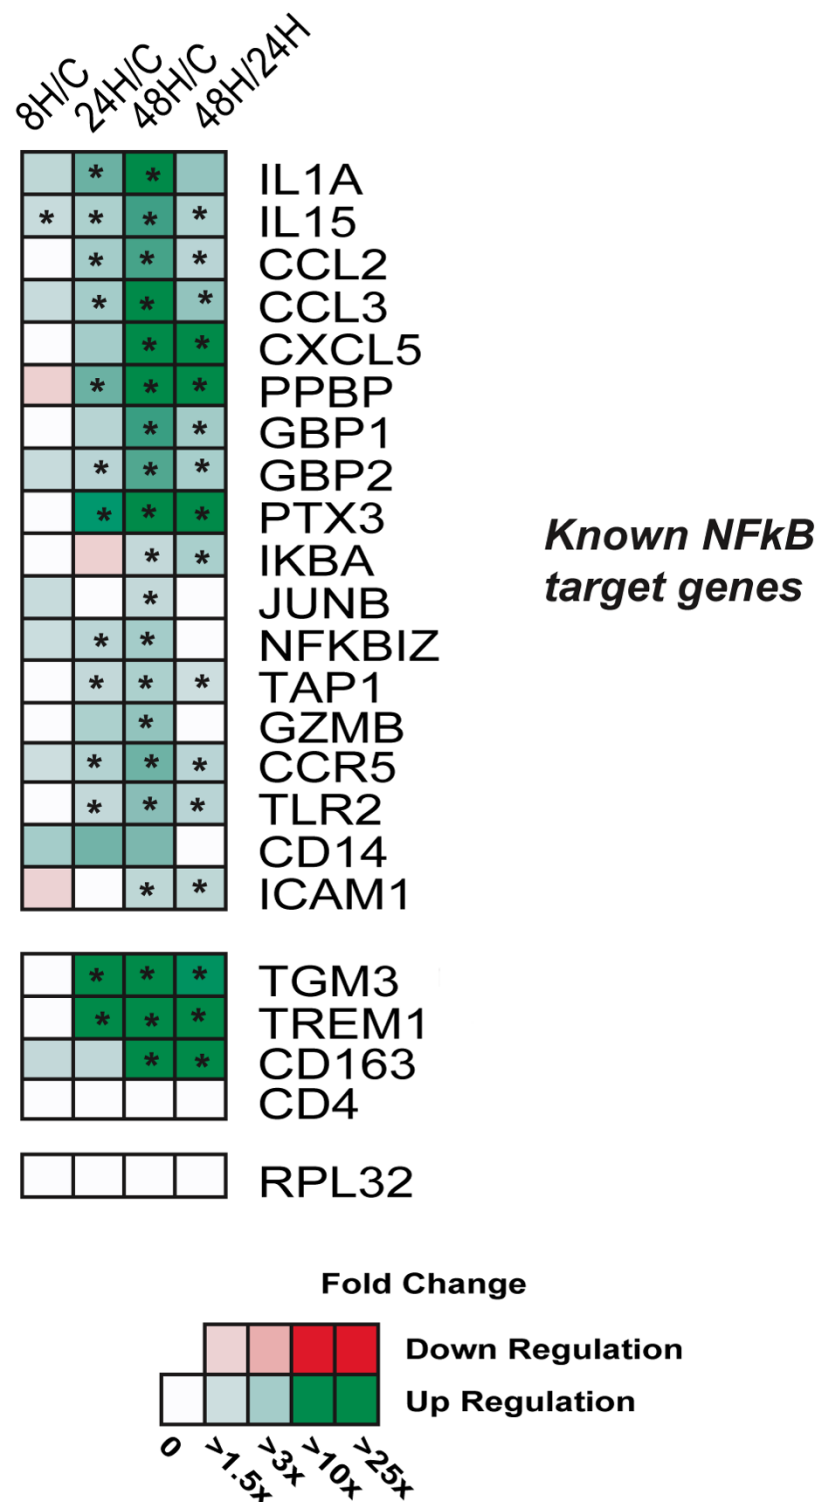 8H/C 24H/C 48H/C 48H/24H
* * IL1A
* * * * IL15
* * * CCL2
* * * CCL3
* * CXCL5
* * * PPBP
* * GBP1
* * * GBP2
* * * PTX3
* * IKBA
* JUNB
* * NFKBIZ
* * * TAP1
* GZMB
* * * CCR5
* * * TLR2
CD14
* * ICAM1
Known NFkB
target genes
* * * TGM3
* * * TREM1
* * CD163
CD4
RPL32
Fold Change
Down Regulation
Up Regulation
0 >1.5x >3x >10x >25x